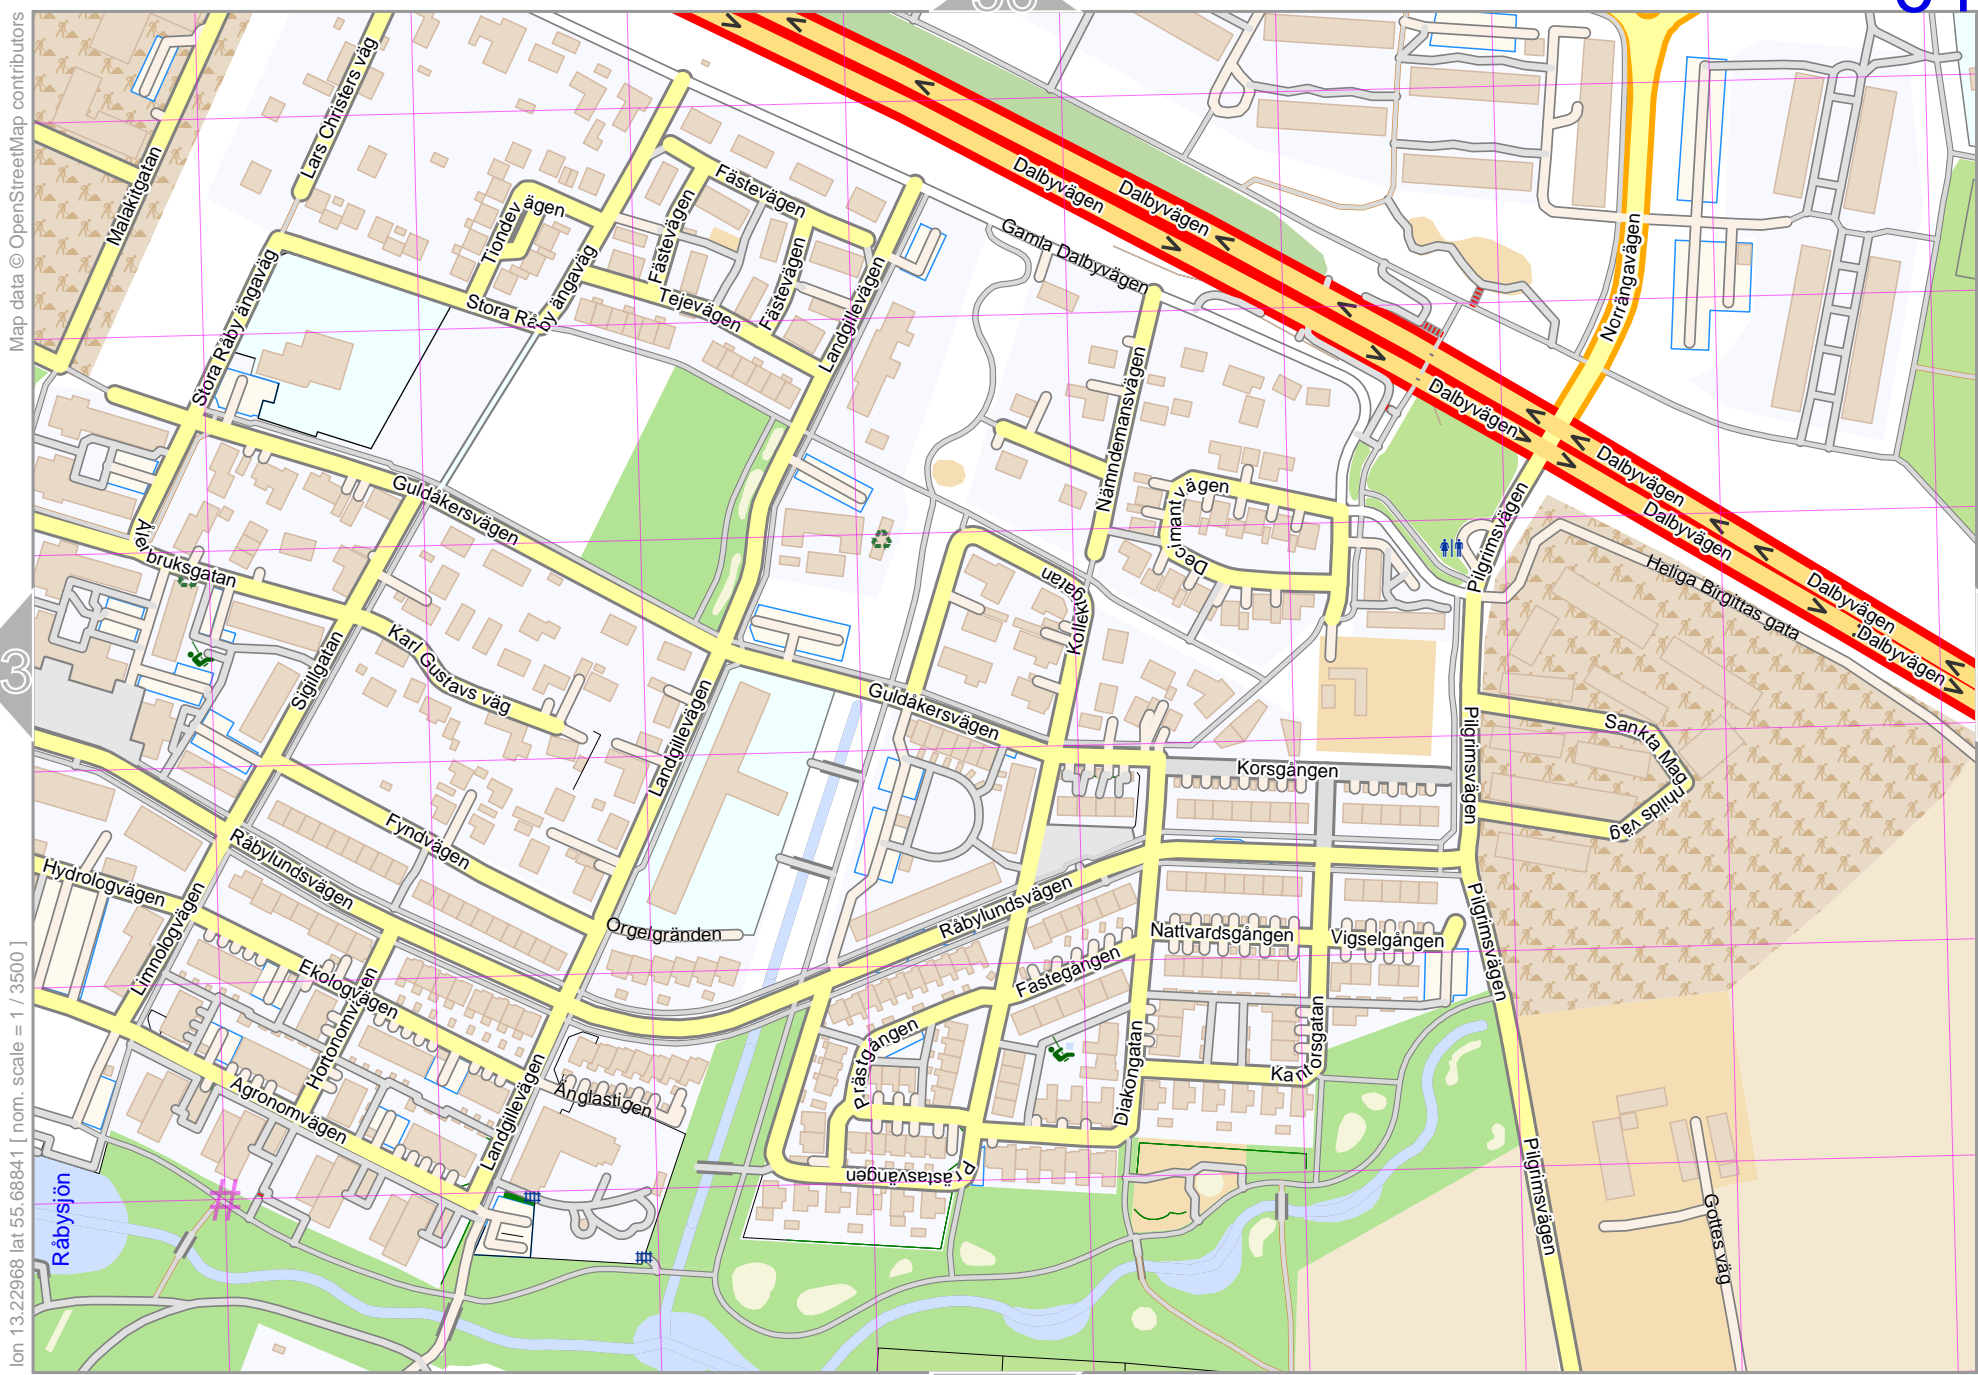 Map data © OpenStreetMap contributors
lon 13.22968 lat 55.68841 [ nom. scale = 1 / 3500 ]
3
Malakitgatan
Lars Christers väg
Stora Råby ängaväg
Stora Råby ängaväg
Tiondevägen
Fästevägen
Fästevägen
Fästevägen
Tejevägen
Landgillevägen
Gamla Dalbyvägen
Dalbyvägen
Dalbyvägen
Dalbyvägen
Dalbyvägen
Dalbyvägen
Dalbyvägen
Dalbyvägen
Norrängavägen
Nämndemansvägen
Decimantvägen
Pilgrimsvägen
Heliga Birgittas gata
Guldåkersvägen
Ålerbruksgatan
Karl Gustavs väg
Sigillgatan
Kollektgatan
Guldåkersvägen
Landgillevägen
Korsgången
Pilgrimsvägen
Sankta Magnhilds väg
Fyndvägen
Råbylundsvägen
Hydrologvägen
Limnologvägen
Orgelgränden
Råbylundsvägen
Nattvardsgången
Vigselgången
Pilgrimsvägen
Ekologvägen
Hortonomvägen
Fastegången
Prästgången
Kantorsgatan
Diakongatan
Änglastigen
Agronomvägen
Landgillevägen
Prästasvägen
Råbysjön
Pilgrimsvägen
Gottes väg